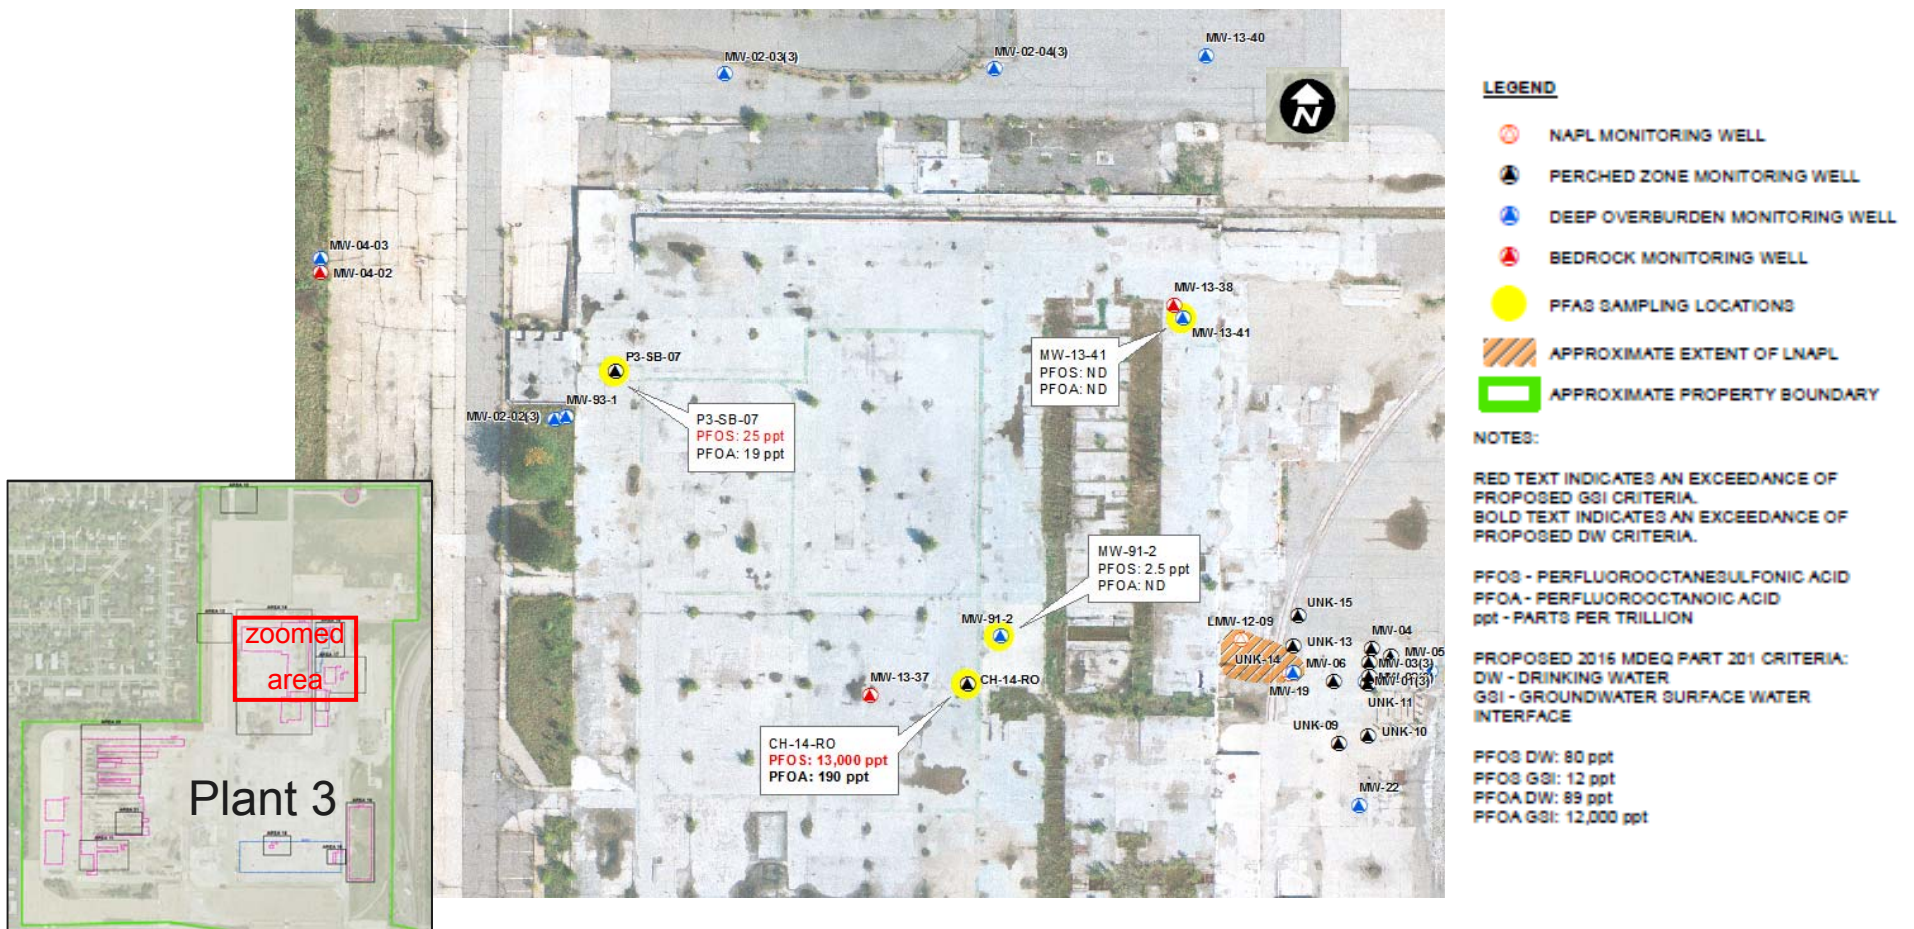 MW-02-03(3)
MW-02-04(3)
MW-13-40
N
MW-04-03
MW-04-02
MW-13-38
MW-13-41
MW-13-41
PFOS: ND
PFOA: ND
P3-SB-07
MW-93-1
MW-02-02(3)
P3-SB-07
PFOS: 25 ppt
PFOA: 19 ppt
MW-91-2
PFOS: 2.5 ppt
PFOA: ND
MW-91-2
CH-14-RO
MW-13-37
CH-14-RO
PFOS: 13,000 ppt
PFOA: 190 ppt
UNK-15
LMW-12-09
UNK-13
MW-04
MW-05
UNK-14
MW-06
MW-03(3)
MW-19
MW-01(3)
UNK-11
UNK-09
UNK-10
MW-22
zoomed
area
Plant 3
LEGEND
NAPL MONITORING WELL
PERCHED ZONE MONITORING WELL
DEEP OVERBURDEN MONITORING WELL
BEDROCK MONITORING WELL
PFAS SAMPLING LOCATIONS
APPROXIMATE EXTENT OF LNAPL
APPROXIMATE PROPERTY BOUNDARY
NOTES:
RED TEXT INDICATES AN EXCEEDANCE OF
PROPOSED GSI CRITERIA.
BOLD TEXT INDICATES AN EXCEEDANCE OF
PROPOSED DW CRITERIA.
PFOS - PERFLUOROOCTANESULFONIC ACID
PFOA - PERFLUOROOCTANOIC ACID
ppt - PARTS PER TRILLION
PROPOSED 2016 MDEQ PART 201 CRITERIA:
DW - DRINKING WATER
GSI - GROUNDWATER SURFACE WATER
INTERFACE
PFOS DW: 80 ppt
PFOS GSI: 12 ppt
PFOA DW: 89 ppt
PFOA GSI: 12,000 ppt